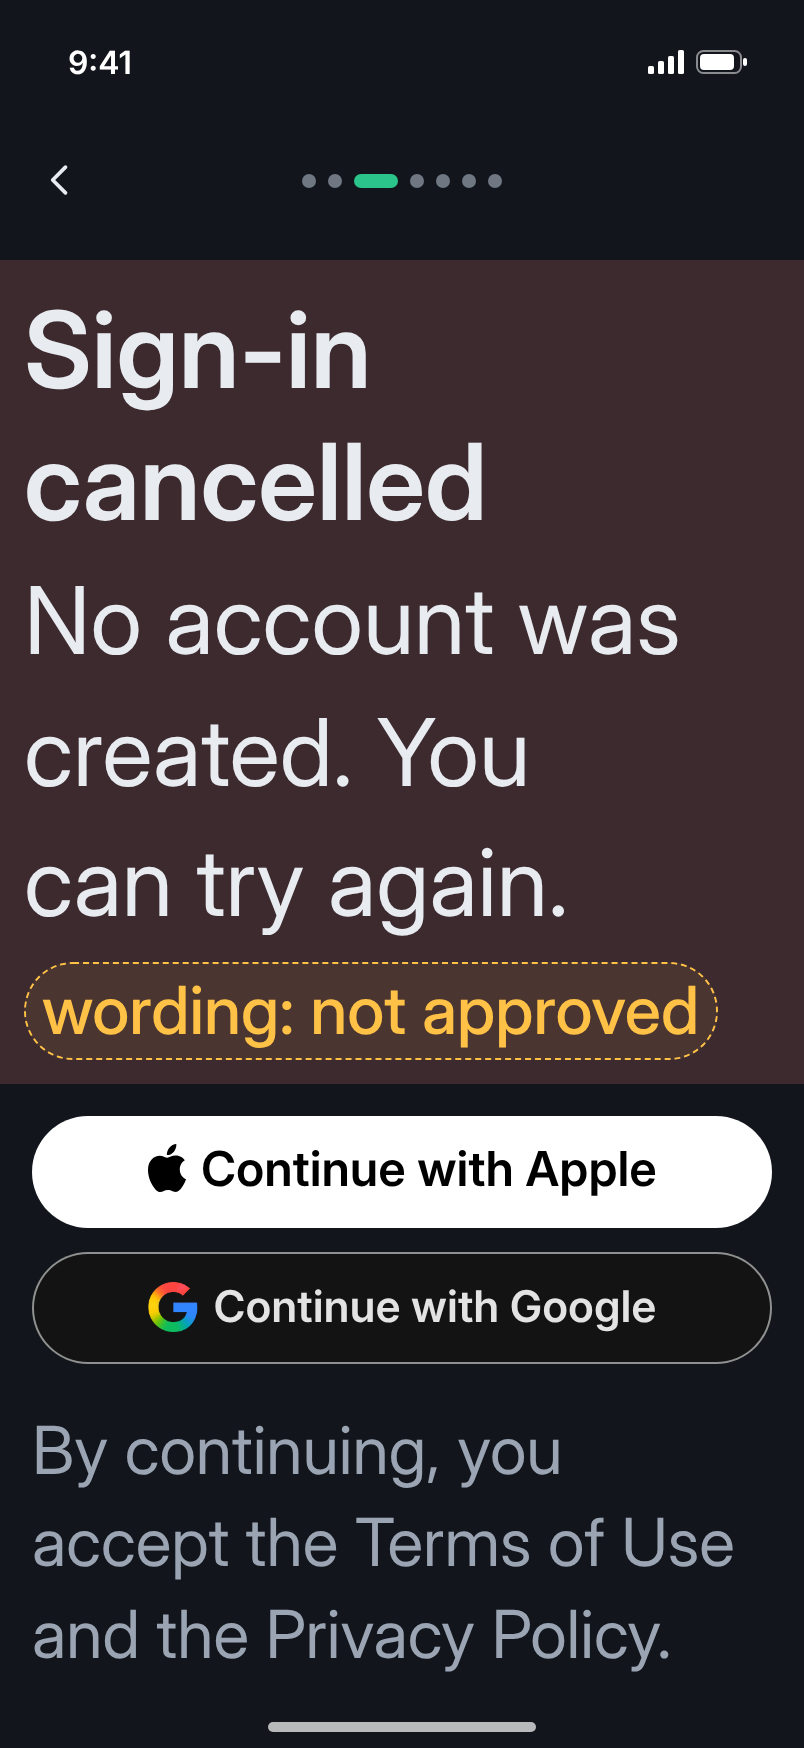 9:41
Sign-in
cancelled
No account was
created. You
can try again.
wording: not approved
Continue with Apple
Continue with Google
By continuing, you
accept the Terms of Use
and the Privacy Policy.